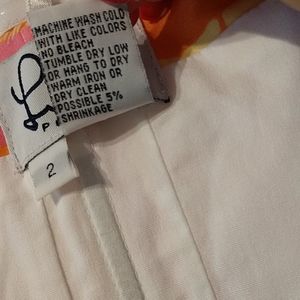 MACHINE WASH COLD
WITH LIKE COLORS
NO BLEACH
TUMBLE DRY LOW
OR HANG TO DRY
WARM IRON OR
DRY CLEAN
POSSIBLE 5%
SHRINKAGE
P
2